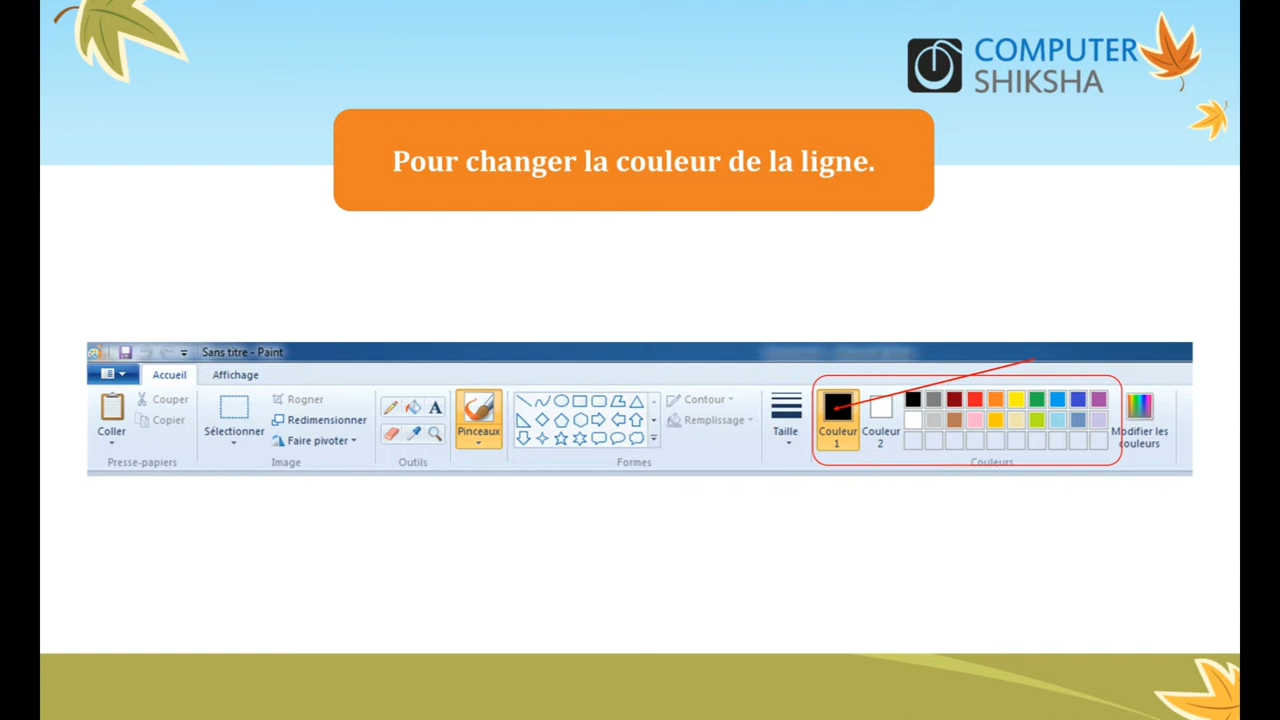 COMPUTER
SHIKSHA
Pour changer la couleur de la ligne.
Sans titre - Paint
Accueil
Affichage
Coller
Couper
Copier
Presse-papiers
Sélectionner
Rogner
Redimensionner
Faire pivoter
Image
A
Outils
Pinceaux
Contour
Remplissage
Formes
Taille
Couleur
1
Couleur
2
Couleurs
Modifier les
couleurs